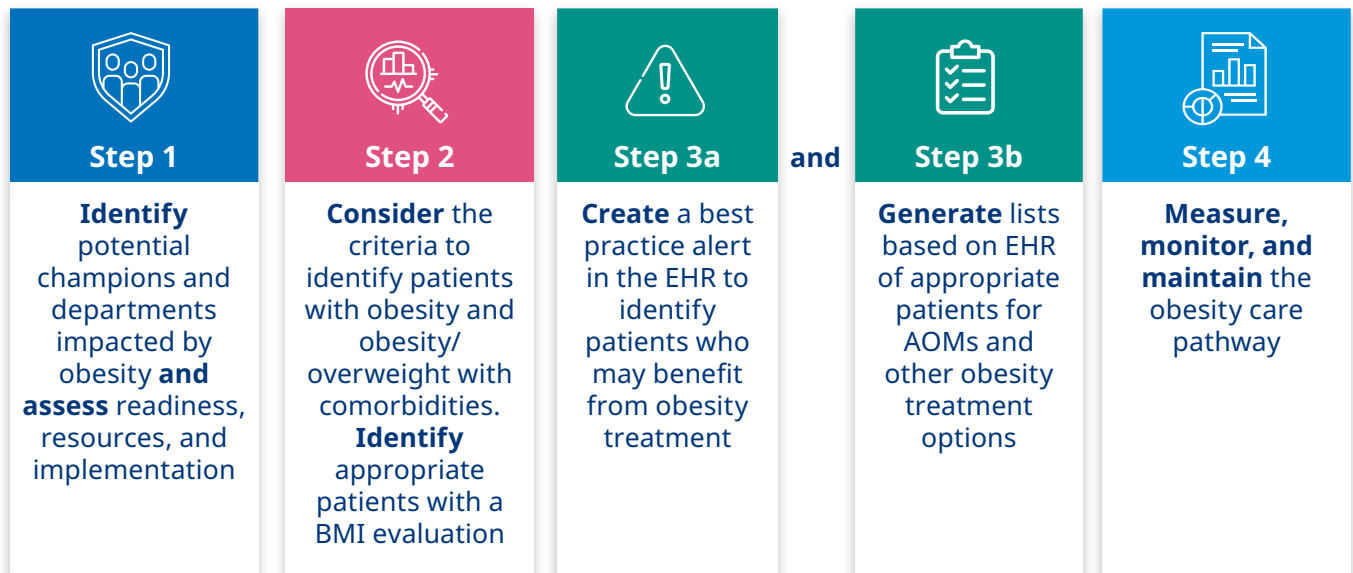 Step 1
Identify
potential
champions and
departments
impacted by
obesity and
assess readiness,
resources, and
implementation
Step 2
Consider the
criteria to
identify patients
with obesity and
obesity/
overweight with
comorbidities.
Identify
appropriate
patients with a
BMI evaluation
Step 3a
Create a best
practice alert
in the EHR to
identify
patients who
may benefit
from obesity
treatment
and
Step 3b
Generate lists
based on EHR
of appropriate
patients for
AOMs and
other obesity
treatment
options
Step 4
Measure,
monitor, and
maintain the
obesity care
pathway